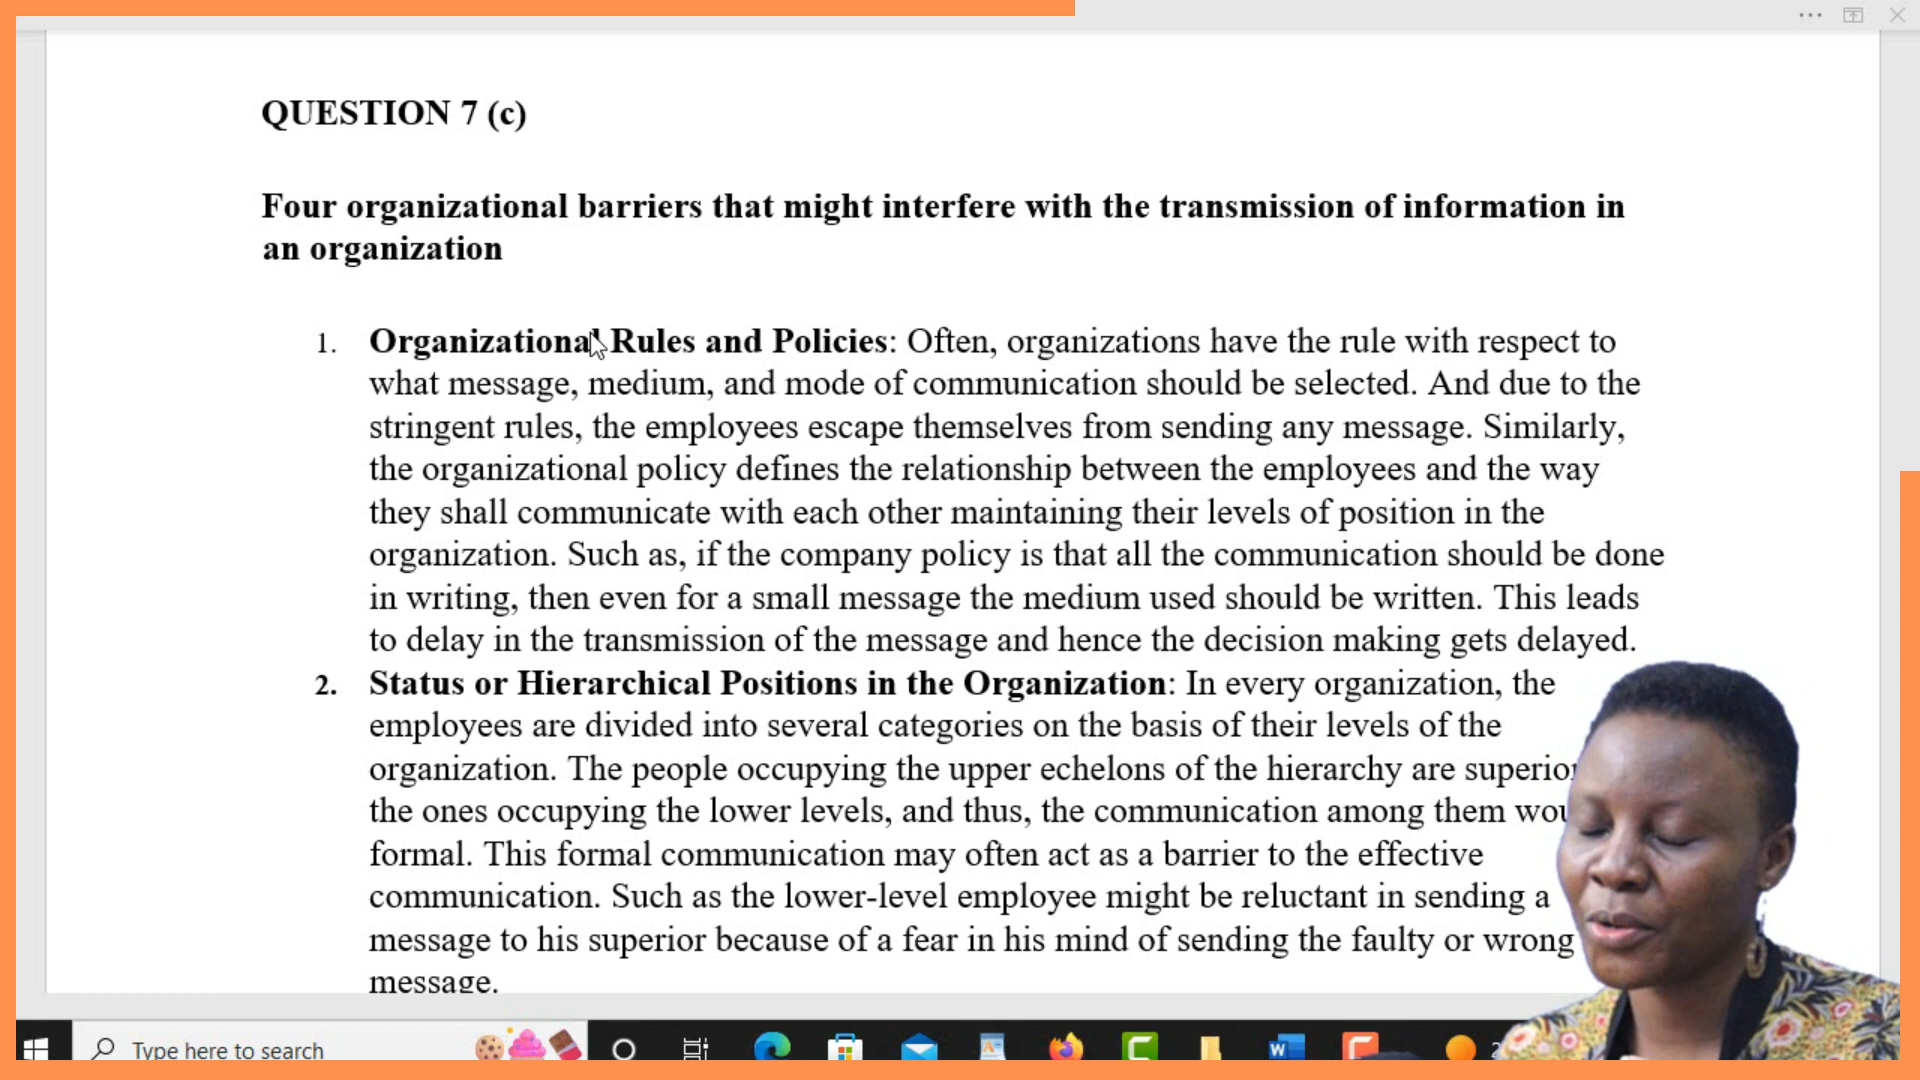 QUESTION 7 (c)
Four organizational barriers that might interfere with the transmission of information in
an organization
1. Organizational Rules and Policies: Often, organizations have the rule with respect to
what message, medium, and mode of communication should be selected. And due to the
stringent rules, the employees escape themselves from sending any message. Similarly,
the organizational policy defines the relationship between the employees and the way
they shall communicate with each other maintaining their levels of position in the
organization. Such as, if the company policy is that all the communication should be done
in writing, then even for a small message the medium used should be written. This leads
to delay in the transmission of the message and hence the decision making gets delayed.
2. Status or Hierarchical Positions in the Organization: In every organization, the
employees are divided into several categories on the basis of their levels of the
organization. The people occupying the upper echelons of the hierarchy are superior
the ones occupying the lower levels, and thus, the communication among them
formal. This formal communication may often act as a barrier to the effective
communication. Such as the lower-level employee might be reluctant in sending a
message to his superior because of a fear in his mind of sending the faulty or wrong
message.
Type here to search